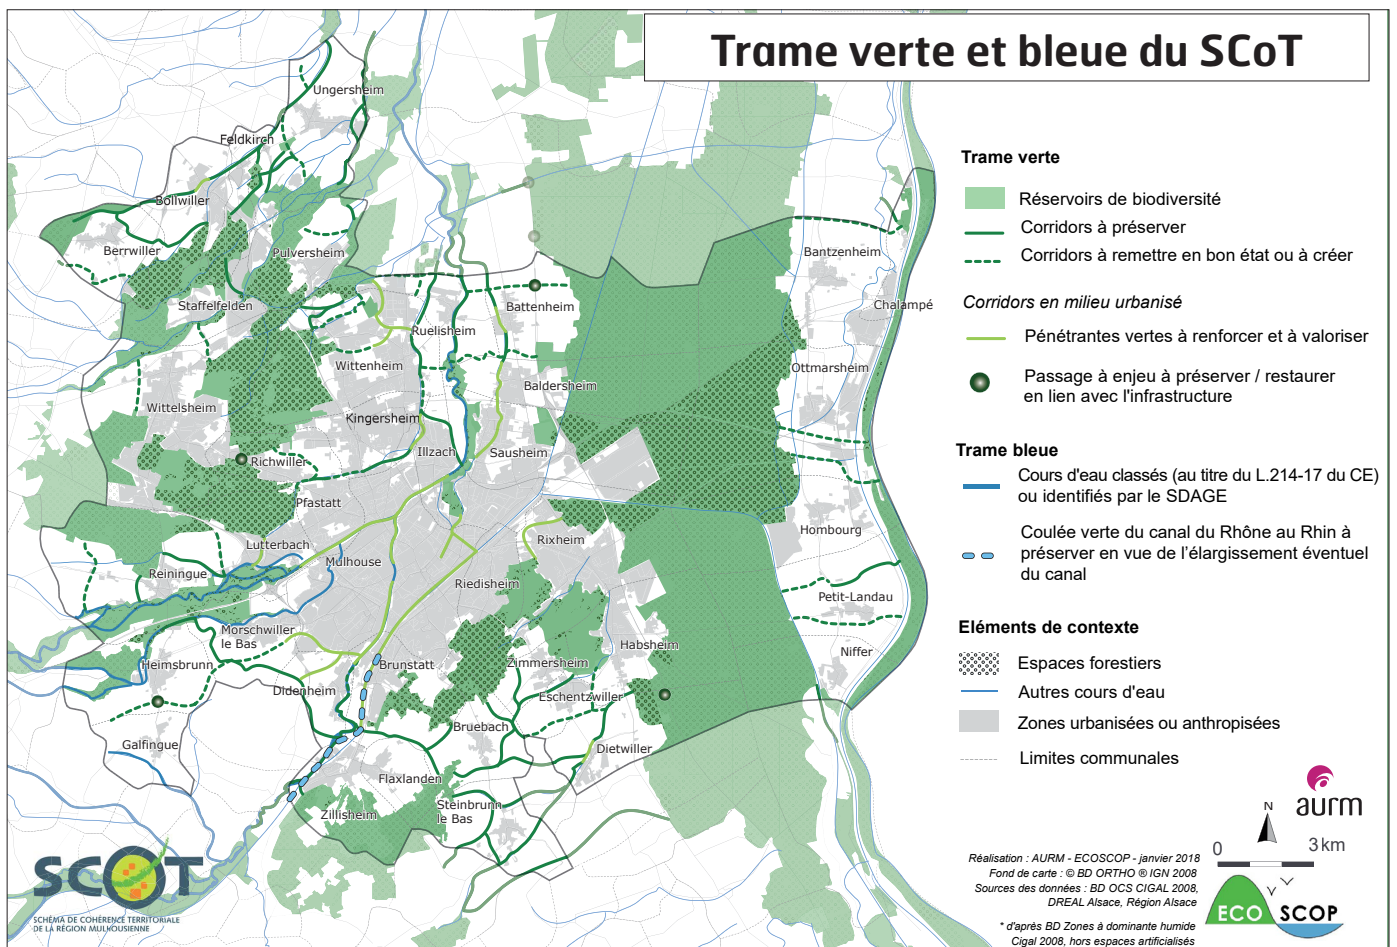 Trame verte et bleue du SCoT
Trame verte
Réservoirs de biodiversité
Corridors à préserver
Corridors à remettre en bon état ou à créer
Corridors en milieu urbanisé
Pénétrantes vertes à renforcer et à valoriser
Passage à enjeu à préserver / restaurer
en lien avec l'infrastructure
Trame bleue
Cours d'eau classés (au titre du L.214-17 du CE)
ou identifiés par le SDAGE
Coulée verte du canal du Rhône au Rhin à
préserver en vue de l'élargissement éventuel
du canal
Eléments de contexte
Espaces forestiers
Autres cours d'eau
Zones urbanisées ou anthropisées
Limites communales
Ungersheim
Feldkirch
Bollwiller
Berrwiller
Pulversheim
Staffelfelden
Ruelisheim
Battenheim
Bantzenheim
Chalampé
Wittenheim
Baldersheim
Ottmarsheim
Wittelsheim
Kingersheim
Illzach
Sausheim
Richwiller
Pfastatt
Hombourg
Lutterbach
Rixheim
Mulhouse
Reiningue
Riedisheim
Petit-Landau
Morschwiller
le Bas
Habsheim
Niffer
Heimsbrunn
Brunstatt
Zimmersheim
Didenheim
Eschentzwiller
Bruebach
Galfingue
Dietwiller
Flaxlanden
Steinbrunn
le Bas
Zillisheim
SCOT
SCHÉMA DE COHÉRENCE TERRITORIALE
DE LA RÉGION MULHOUSIENNE
aurm
N
0 3 km
Réalisation : AURM - ECOSCOP - janvier 2018
Fond de carte : © BD ORTHO ® IGN 2008
Sources des données : BD OCS CIGAL 2008,
DREAL Alsace, Région Alsace
* d'après BD Zones à dominante humide
Cigal 2008, hors espaces artificialisés
ECO SCOP